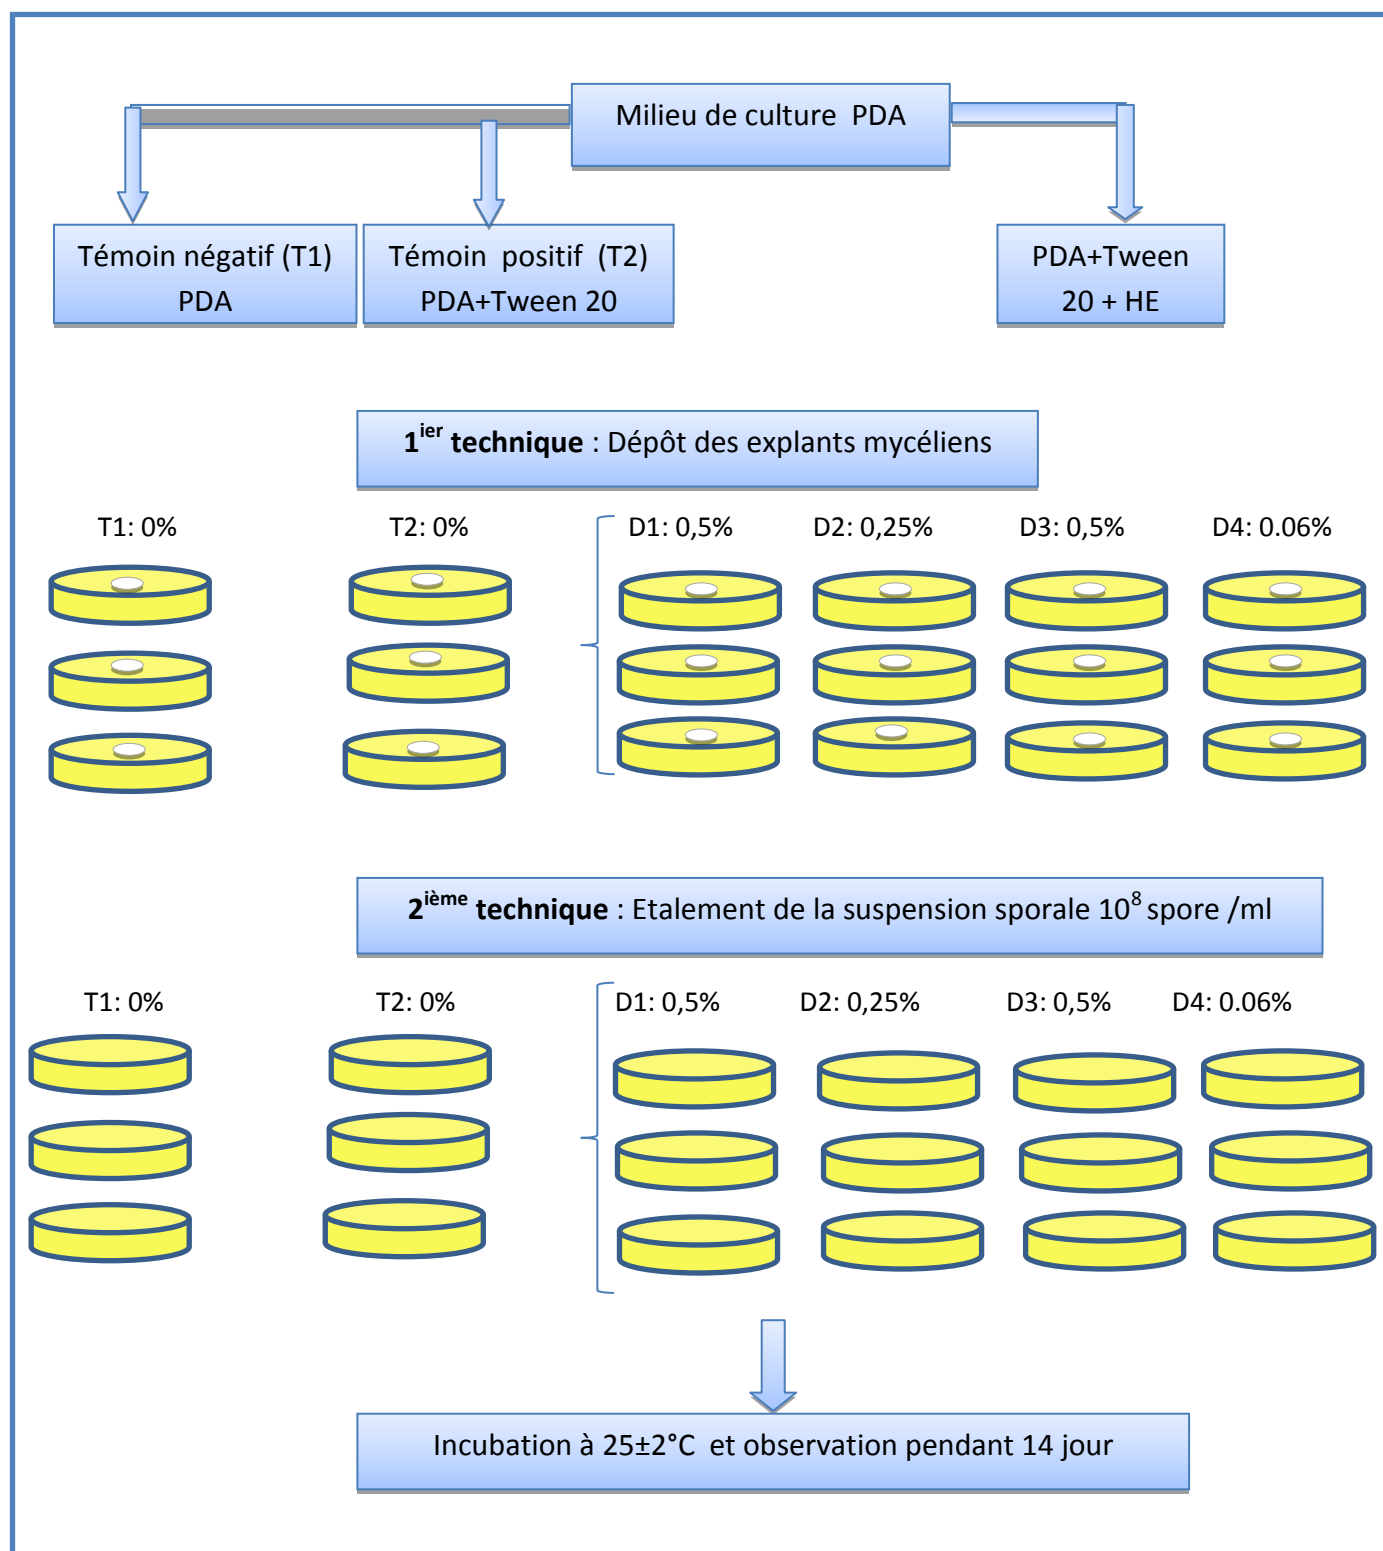 Milieu de culture PDA
Témoin négatif (T1)
PDA
Témoin positif (T2)
PDA+Tween 20
PDA+Tween
20 + HE
1ier technique : Dépôt des explants mycéliens
T1: 0% T2: 0% D1: 0,5% D2: 0,25% D3: 0,5% D4: 0.06%
2ième technique : Etalement de la suspension sporale 10⁸ spore /ml
T1: 0% T2: 0% D1: 0,5% D2: 0,25% D3: 0,5% D4: 0.06%
Incubation à 25±2°C et observation pendant 14 jour